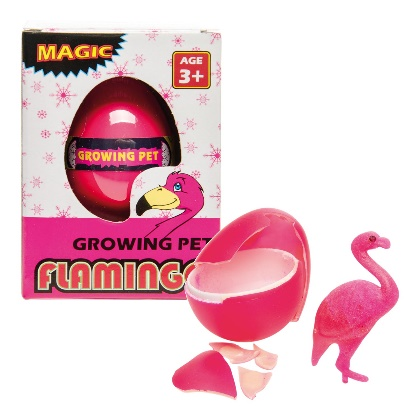 MAGIC
AGE
3+
GROWING PET
GROWING PET
FLAMINGO